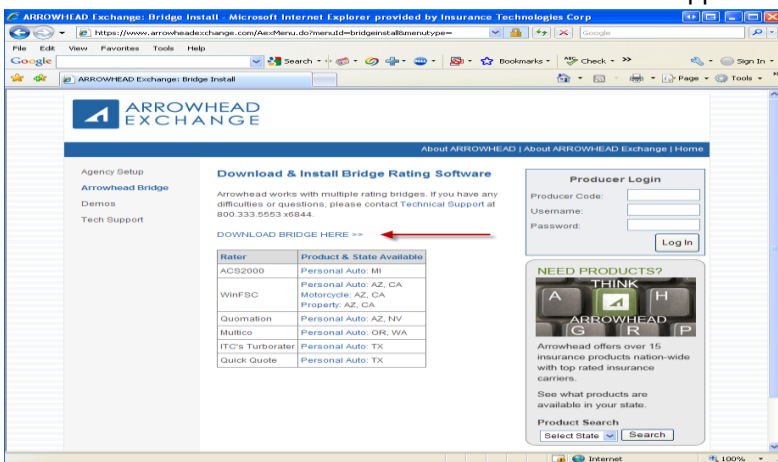 ARROWHEAD Exchange: Bridge Install - Microsoft Internet Explorer provided by Insurance Technologies Corp
https://www.arrowheadexchange.com/AexMenu.do?menuId=bridgeinstall&menutype=
Google
File Edit View Favorites Tools Help
Google
Search
Bookmarks
Check
Sign In
ARROWHEAD Exchange: Bridge Install
Page
Tools
ARROWHEAD
EXCHANGE
About ARROWHEAD | About ARROWHEAD Exchange | Home
Agency Setup
Arrowhead Bridge
Demos
Tech Support
Download & Install Bridge Rating Software
Arrowhead works with multiple rating bridges. If you have any
difficulties or questions, please contact Technical Support at
800.333.5553 x6844.
DOWNLOAD BRIDGE HERE >>
Rater Product & State Available
ACS2000 Personal Auto: MI
WinFSC Personal Auto: AZ, CA
Motorcycle: AZ, CA
Property: AZ, CA
Quomation Personal Auto: AZ, NV
Multico Personal Auto: OR, WA
ITC's Turborater Personal Auto: TX
Quick Quote Personal Auto: TX
Producer Login
Producer Code:
Username:
Password:
Log In
NEED PRODUCTS?
THINK
A H
ARROWHEAD
G R P
Arrowhead offers over 15
insurance products nation-wide
with top rated insurance
carriers.
See what products are
available in your state.
Product Search
Select State Search
Internet 100%